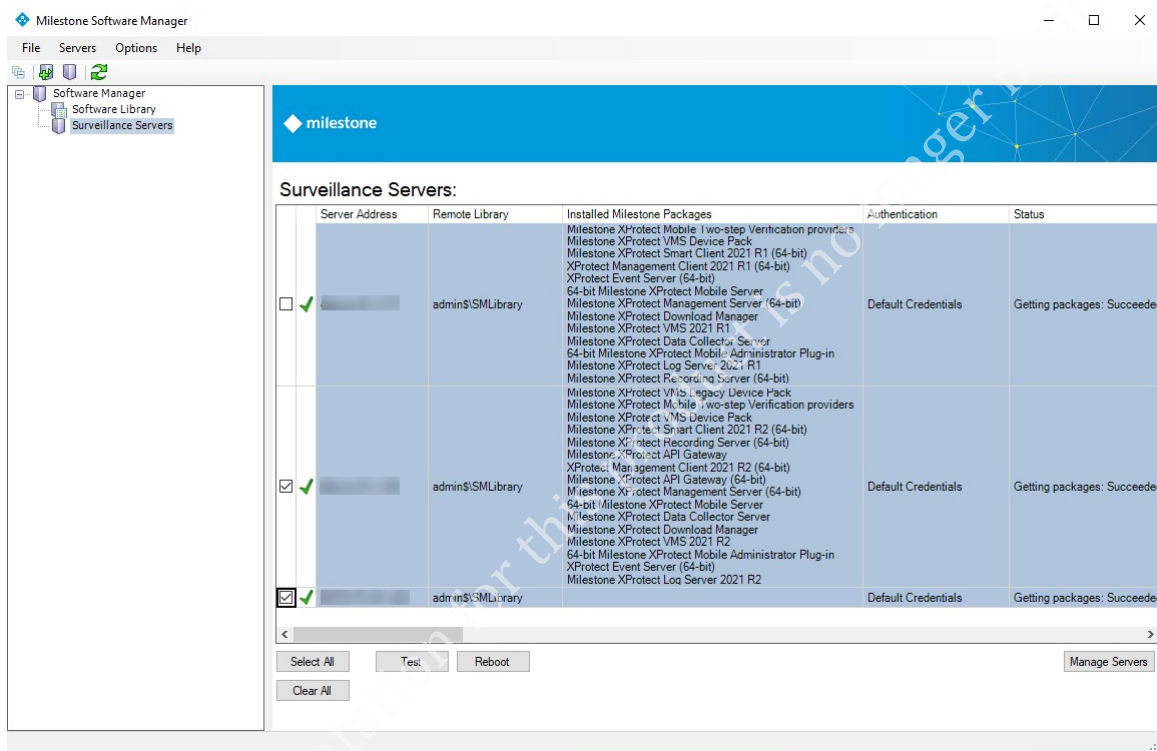 Milestone Software Manager
File Servers Options Help
Software Manager
Software Library
Surveillance Servers
milestone
Surveillance Servers:
Server Address Remote Library Installed Milestone Packages Authentication Status
Milestone XProtect Mobile Two-step Verification providers
Milestone XProtect VMS Device Pack
Milestone XProtect Smart Client 2021 R1 (64-bit)
XProtect Management Client 2021 R1 (64-bit)
XProtect Event Server (64-bit)
64-bit Milestone XProtect Mobile Server
admin$\SMLibrary Milestone XProtect Management Server (64-bit) Default Credentials Getting packages: Succeede
Milestone XProtect Download Manager
Milestone XProtect VMS 2021 R1
Milestone XProtect Data Collector Server
64-bit Milestone XProtect Mobile Administrator Plug-in
Milestone XProtect Log Server 2021 R1
Milestone XProtect Recording Server (64-bit)
Milestone XProtect VMS Legacy Device Pack
Milestone XProtect Mobile Two-step Verification providers
Milestone XProtect VMS Device Pack
Milestone XProtect Smart Client 2021 R2 (64-bit)
Milestone XProtect Recording Server (64-bit)
Milestone XProtect API Gateway
XProtect Management Client 2021 R2 (64-bit)
Milestone XProtect API Gateway (64-bit)
admin$\SMLibrary Milestone XProtect Management Server (64-bit) Default Credentials Getting packages: Succeede
64-bit Milestone XProtect Mobile Server
Milestone XProtect Data Collector Server
Milestone XProtect Download Manager
Milestone XProtect VMS 2021 R2
64-bit Milestone XProtect Mobile Administrator Plug-in
XProtect Event Server (64-bit)
Milestone XProtect Log Server 2021 R2
admin$\SMLibrary Default Credentials Getting packages: Succeede
Select All Test Reboot Manage Servers
Clear All
tation for this product is no longer